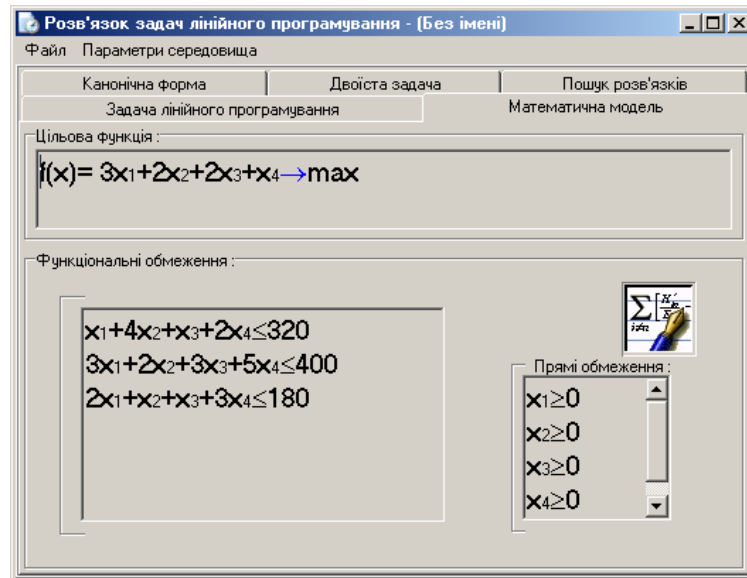 Розв'язок задач лінійного програмування - (Без імені)
Файл Параметри середовища
Канонічна форма Двоїста задача Пошук розв'язків
Задача лінійного програмування Математична модель
Цільова функція :
f(x)= 3x1+2x2+2x3+x4→max
Функціональні обмеження :
x1+4x2+x3+2x4≤320
3x1+2x2+3x3+5x4≤400
2x1+x2+x3+3x4≤180
Прямі обмеження :
x1≥0
x2≥0
x3≥0
x4≥0